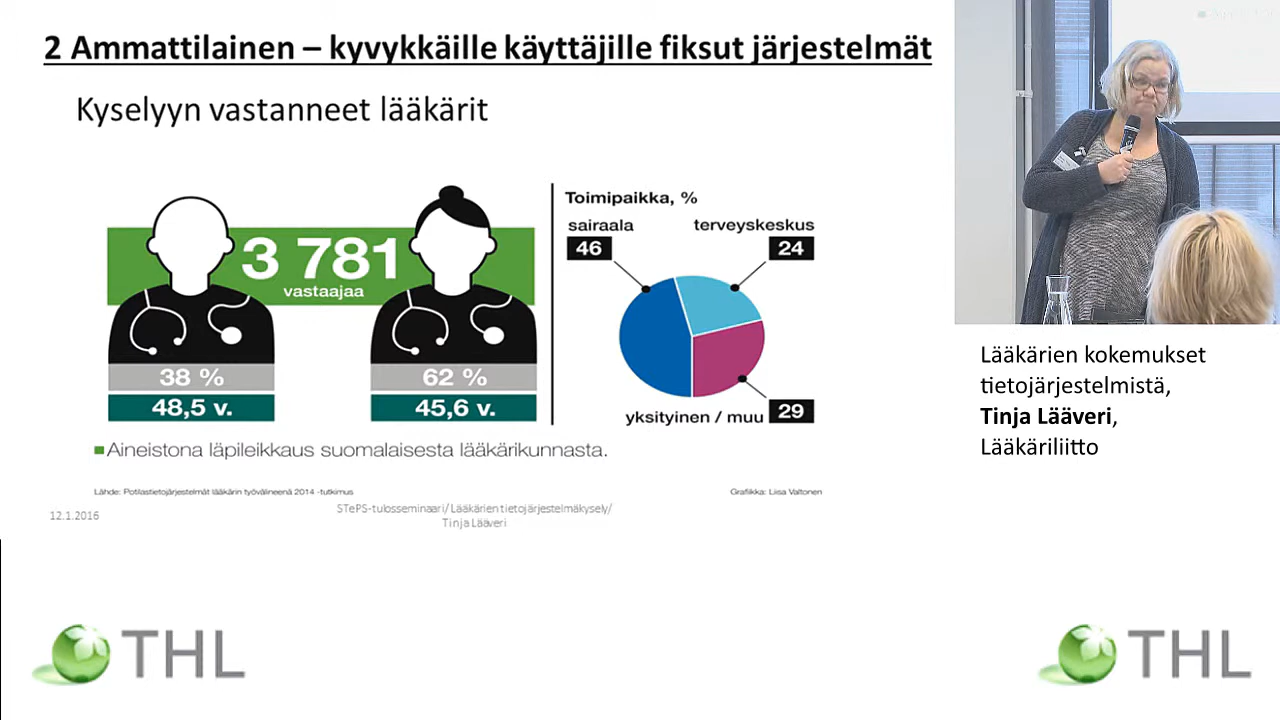 2 Ammattilainen – kyvykkäille käyttäjille fiksut järjestelmät
Kyselyyn vastanneet lääkärit
3 781
vastaajaa
38 %
62 %
48,5 v.
45,6 v.
Toimipaikka, %
sairaala
46
terveyskeskus
24
yksityinen / muu
29
Aineistona läpileikkaus suomalaisesta lääkärikunnasta.
Lähde: Potilastietojärjestelmät lääkärin työvälineenä 2014 -tutkimus
Grafiikka: Liisa Valtonen
12.1.2016
STePS-tulosseminaari/ Lääkärien tietojärjestelmäkysely/
Tinja Lääveri
Lääkärien kokemukset
tietojärjestelmistä,
Tinja Lääveri,
Lääkäriliitto
THL
THL